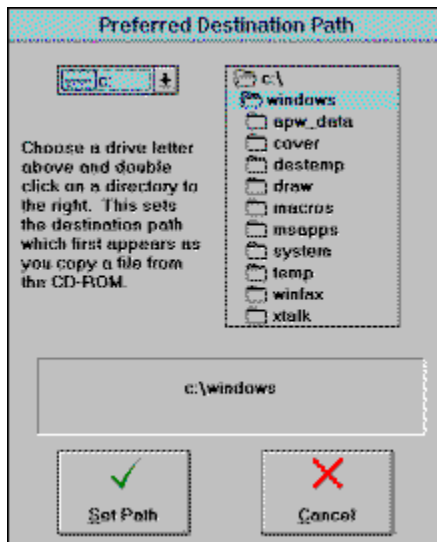 Preferred Destination Path
c:
c:\
windows
apw_data
cover
destemp
draw
macros
msapps
system
temp
winfax
xtalk
Choose a drive letter
above and double
click on a directory to
the right. This sets
the destination path
which first appears as
you copy a file from
the CD-ROM.
c:\windows
Set Path
Cancel